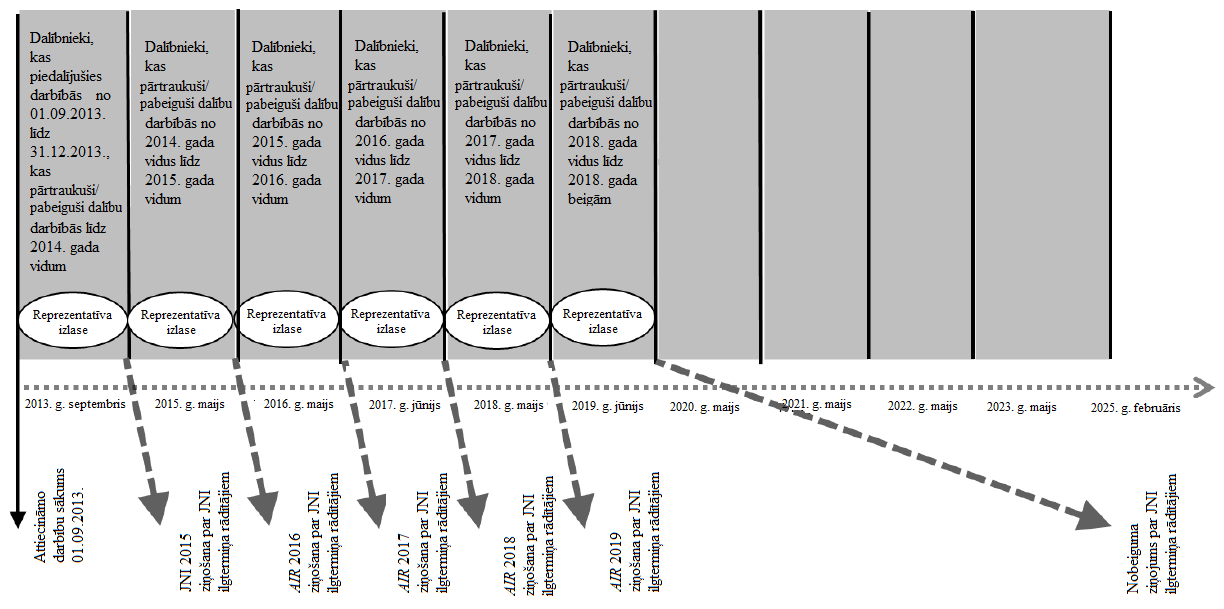 Dalībnieki,
kas
piedalījušies
darbībās no
01.09.2013.
līdz
31.12.2013.,
kas
pārtraukuši/
pabeiguši dalību
darbībās līdz
2014. gada
vidum
Dalībnieki,
kas
pārtraukuši/
pabeiguši dalību
darbībās no
2014. gada
vidus līdz
2015. gada
vidum
Dalībnieki,
kas
pārtraukuši/
pabeiguši dalību
darbībās no
2015. gada
vidus līdz
2016. gada
vidum
Dalībnieki,
kas
pārtraukuši/
pabeiguši dalību
darbībās no
2016. gada
vidus līdz
2017. gada
vidum
Dalībnieki,
kas
pārtraukuši/
pabeiguši dalību
darbībās no
2017. gada
vidus līdz
2018. gada
vidum
Dalībnieki,
kas
pārtraukuši/
pabeiguši dalību
darbībās no
2018. gada
vidus līdz
2018. gada
beigām
Reprezentatīva
izlase
Reprezentatīva
izlase
Reprezentatīva
izlase
Reprezentatīva
izlase
Reprezentatīva
izlase
Reprezentatīva
izlase
2013. g. septembris
2015. g. maijs
2016. g. maijs
2017. g. jūnijs
2018. g. maijs
2019. g. jūnijs
2020. g. maijs
2021. g. maijs
2022. g. maijs
2023. g. maijs
2025. g. februāris
Attiecināmo
darbību sākums
01.09.2013.
JNI 2015
ziņošana par JNI
ilgtermiņa rādītājiem
AIR 2016
ziņošana par JNI
ilgtermiņa rādītājiem
AIR 2017
ziņošana par JNI
ilgtermiņa rādītājiem
AIR 2018
ziņošana par JNI
ilgtermiņa rādītājiem
AIR 2019
ziņošana par JNI
ilgtermiņa rādītājiem
Nobeiguma
ziņojums par JNI
ilgtermiņa rādītājiem